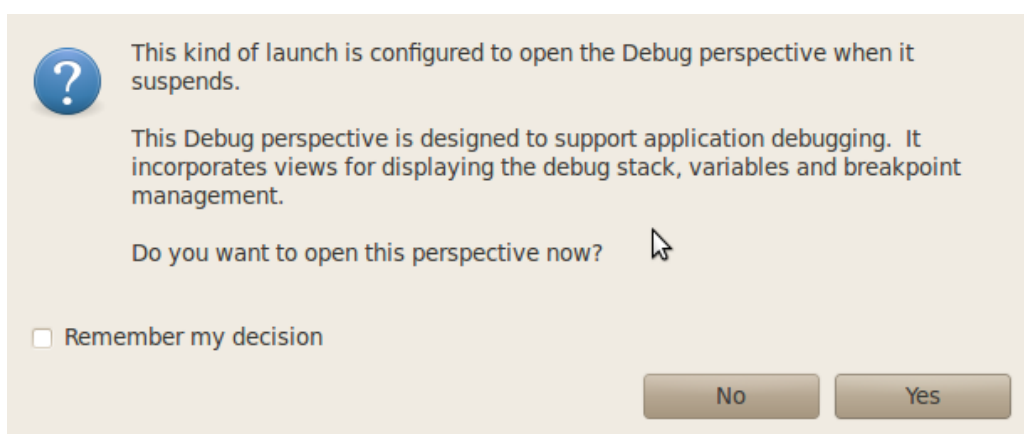 This kind of launch is configured to open the Debug perspective when it
suspends.
This Debug perspective is designed to support application debugging.  It
incorporates views for displaying the debug stack, variables and breakpoint
management.
Do you want to open this perspective now?
Remember my decision
No
Yes